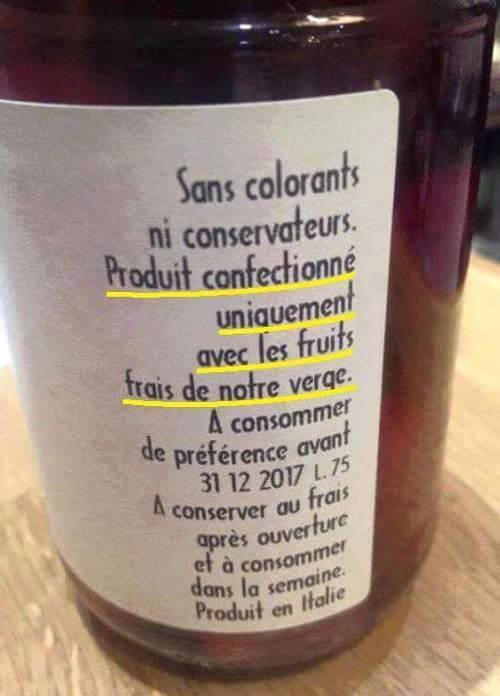 Sans colorants
ni conservateurs.
Produit confectionné
uniquement
avec les fruits
frais de notre verge.
A consommer
de préférence avant
31 12 2017 L. 75
A conserver au frais
après ouverture
et à consommer
dans la semaine.
Produit en Italie